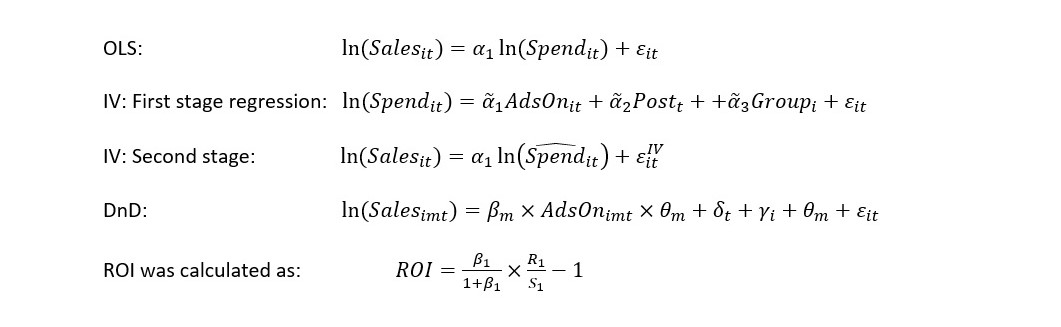 OLS: ln(Sales_it) = α_1 ln(Spend_it) + ε_it
IV: First stage regression: ln(Spend_it) = α̃_1 AdsOn_it + α̃_2 Post_t + +α̃_3 Group_i + ε_it
IV: Second stage: ln(Sales_it) = α_1 ln(\widehat{Spend_it}) + ε_it^IV
DnD: ln(Sales_imt) = β_m × AdsOn_imt × θ_m + δ_t + γ_i + θ_m + ε_it
ROI was calculated as: ROI = β_1/(1+β_1) × R_1/S_1 − 1